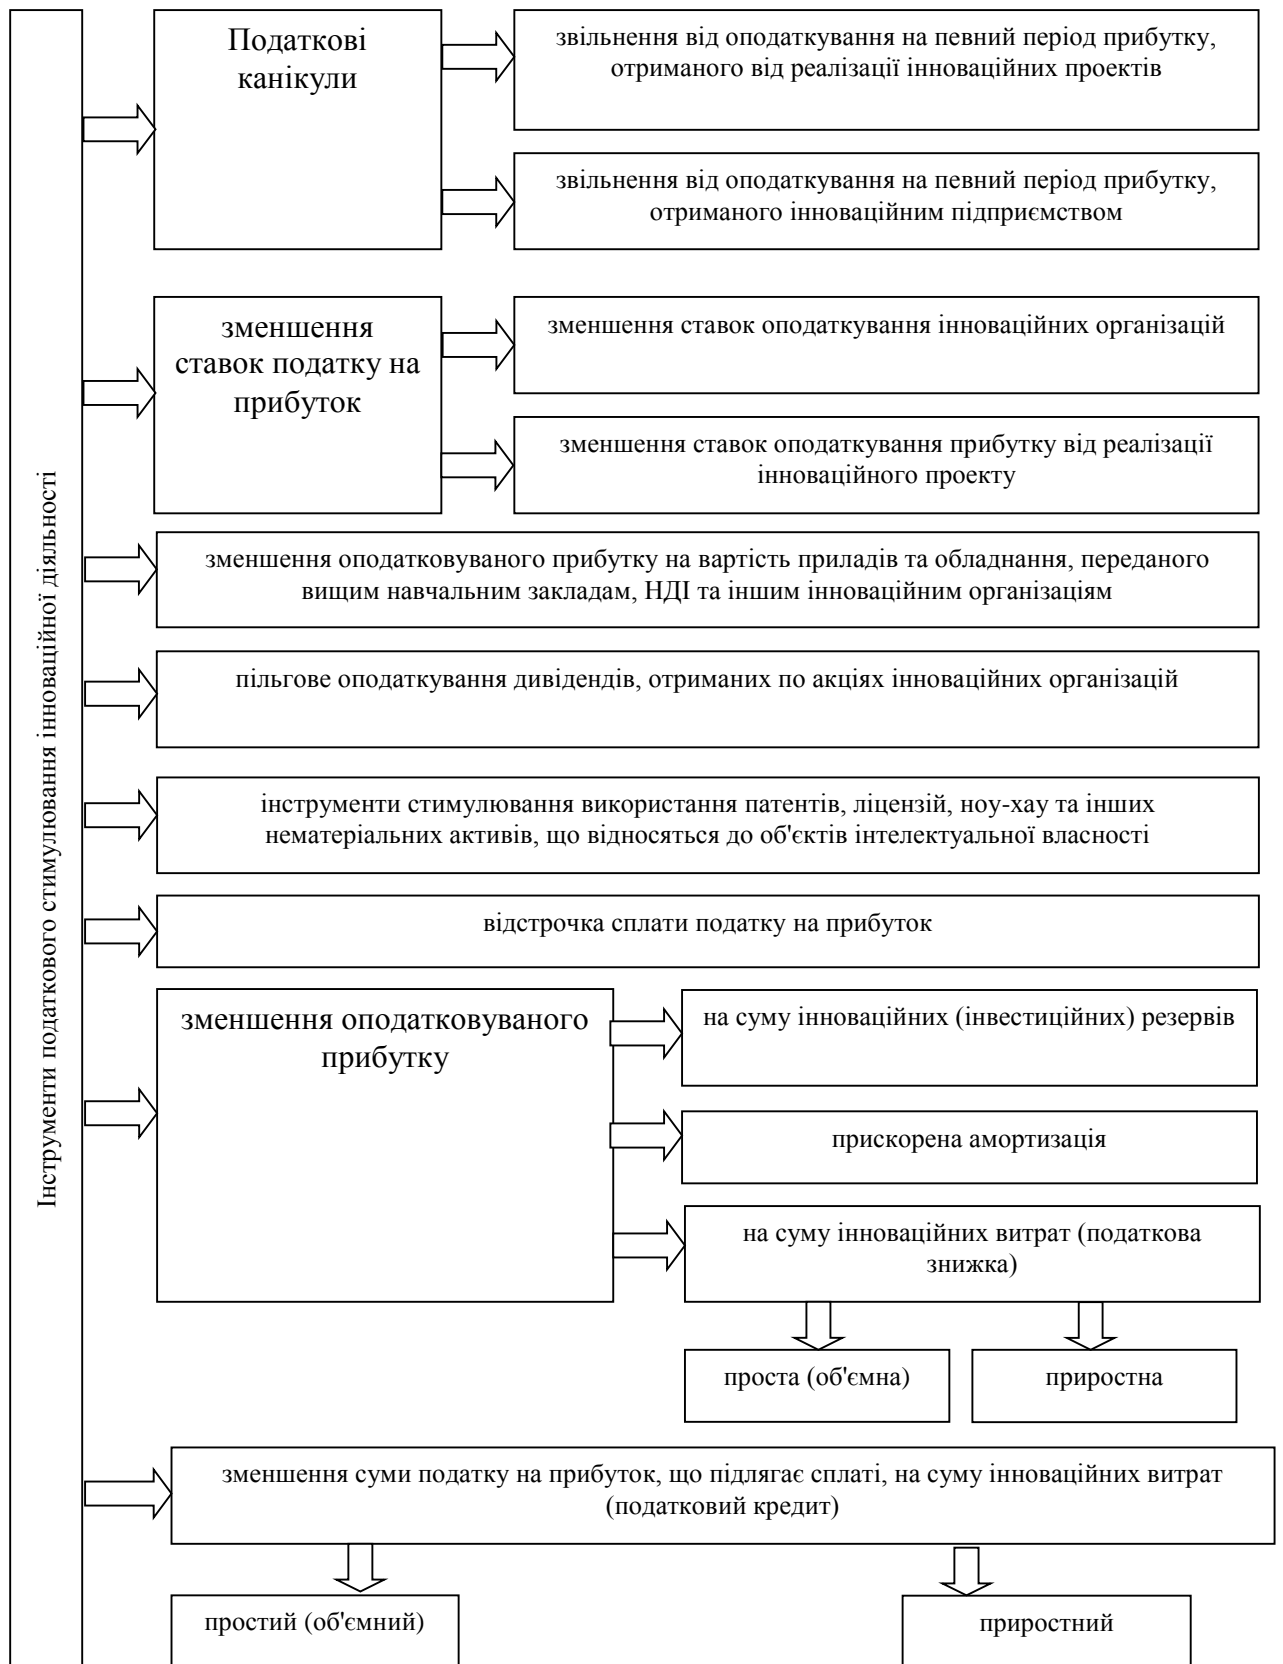 Інструменти податкового стимулювання інноваційної діяльності
Податкові
канікули
звільнення від оподаткування на певний період прибутку,
отриманого від реалізації інноваційних проектів
звільнення від оподаткування на певний період прибутку,
отриманого інноваційним підприємством
зменшення
ставок податку на
прибуток
зменшення ставок оподаткування інноваційних організацій
зменшення ставок оподаткування прибутку від реалізації
інноваційного проекту
зменшення оподатковуваного прибутку на вартість приладів та обладнання, переданого
вищим навчальним закладам, НДІ та іншим інноваційним організаціям
пільгове оподаткування дивідендів, отриманих по акціях інноваційних організацій
інструменти стимулювання використання патентів, ліцензій, ноу-хау та інших
нематеріальних активів, що відносяться до об'єктів інтелектуальної власності
відстрочка сплати податку на прибуток
зменшення оподатковуваного
прибутку
на суму інноваційних (інвестиційних) резервів
прискорена амортизація
на суму інноваційних витрат (податкова
знижка)
проста (об'ємна)
приростна
зменшення суми податку на прибуток, що підлягає сплаті, на суму інноваційних витрат
(податковий кредит)
простий (об'ємний)
приростний